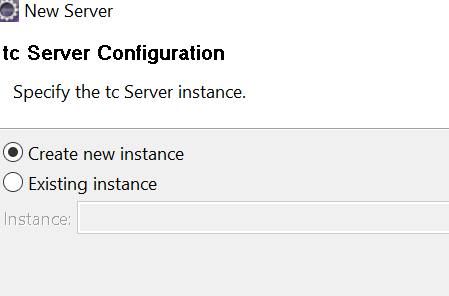 New Server
tc Server Configuration
Specify the tc Server instance.
Create new instance
Existing instance
Instance: